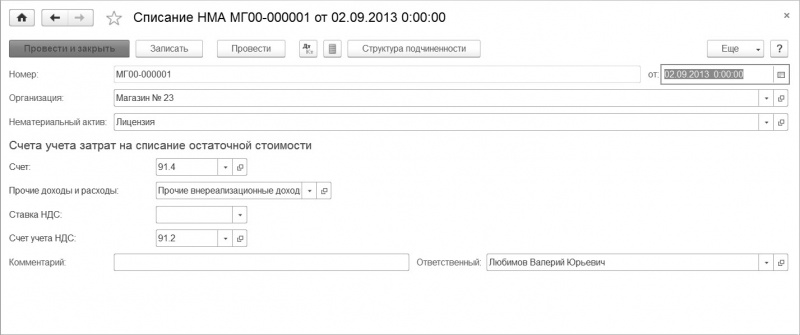 Списание НМА МГ00-000001 от 02.09.2013 0:00:00
Провести и закрыть Записать Провести Дт Кт Структура подчиненности Еще ?
Номер: МГ00-000001 от: 02.09.2013 0:00:00
Организация: Магазин № 23
Нематериальный актив: Лицензия
Счета учета затрат на списание остаточной стоимости
Счет: 91.4
Прочие доходы и расходы: Прочие внереализационные доход
Ставка НДС:
Счет учета НДС: 91.2
Комментарий: Ответственный: Любимов Валерий Юрьевич